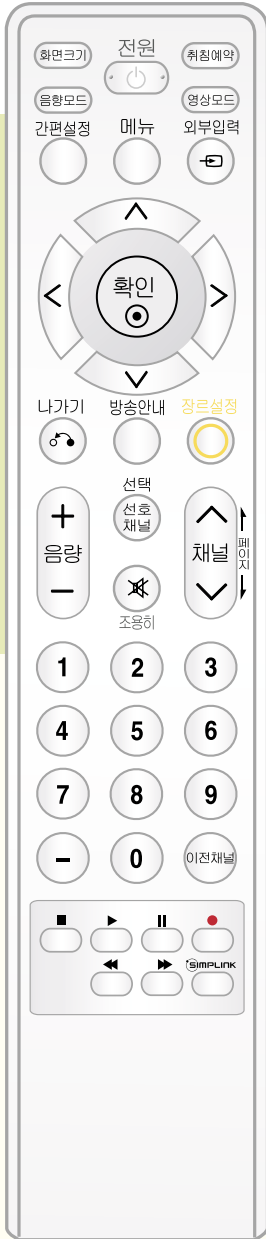 전원
화면크기
취침예약
음향모드
영상모드
간편설정
메뉴
외부입력
확인
나가기
방송안내
장르설정
선택
선호
채널
+
음량
−
채널
페이지
조용히
1
2
3
4
5
6
7
8
9
−
0
이전채널
SIMPLINK